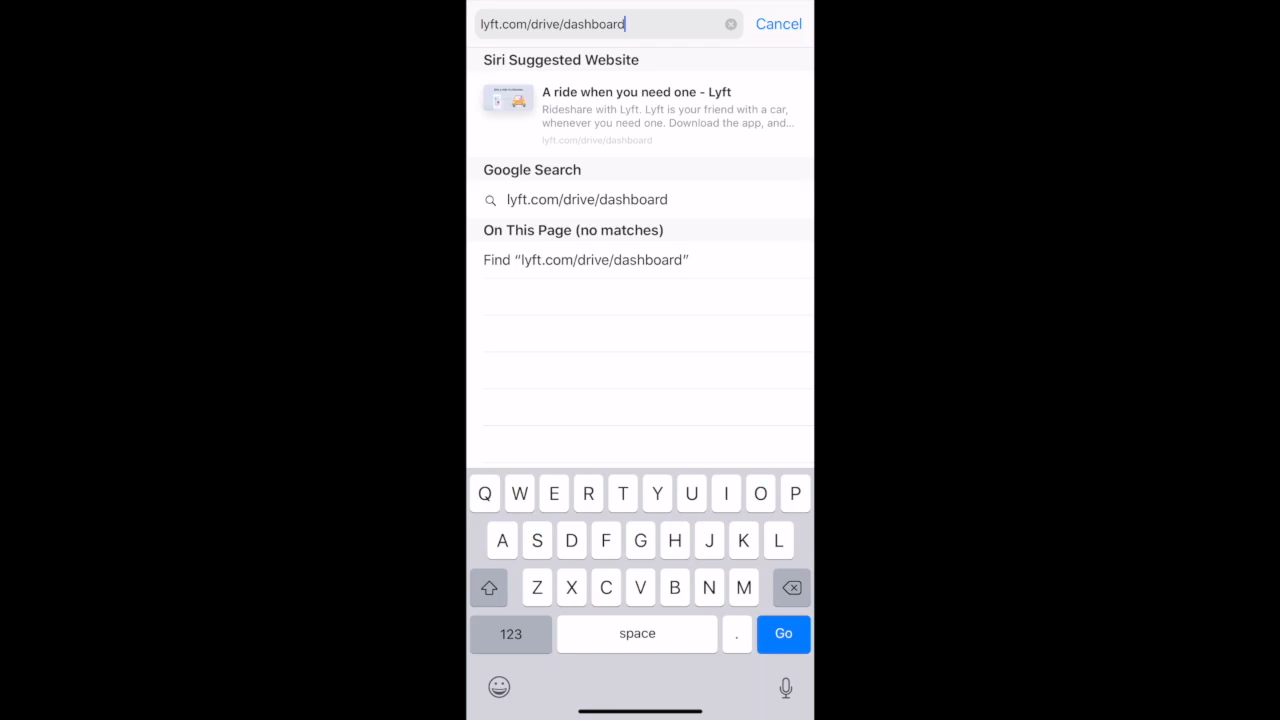 lyft.com/drive/dashboard
Cancel
Siri Suggested Website
A ride when you need one - Lyft
Rideshare with Lyft. Lyft is your friend with a car,
whenever you need one. Download the app, and...
lyft.com/drive/dashboard
Google Search
lyft.com/drive/dashboard
On This Page (no matches)
Find “lyft.com/drive/dashboard”
Q W E R T Y U I O P
A S D F G H J K L
Z X C V B N M
123 space . Go